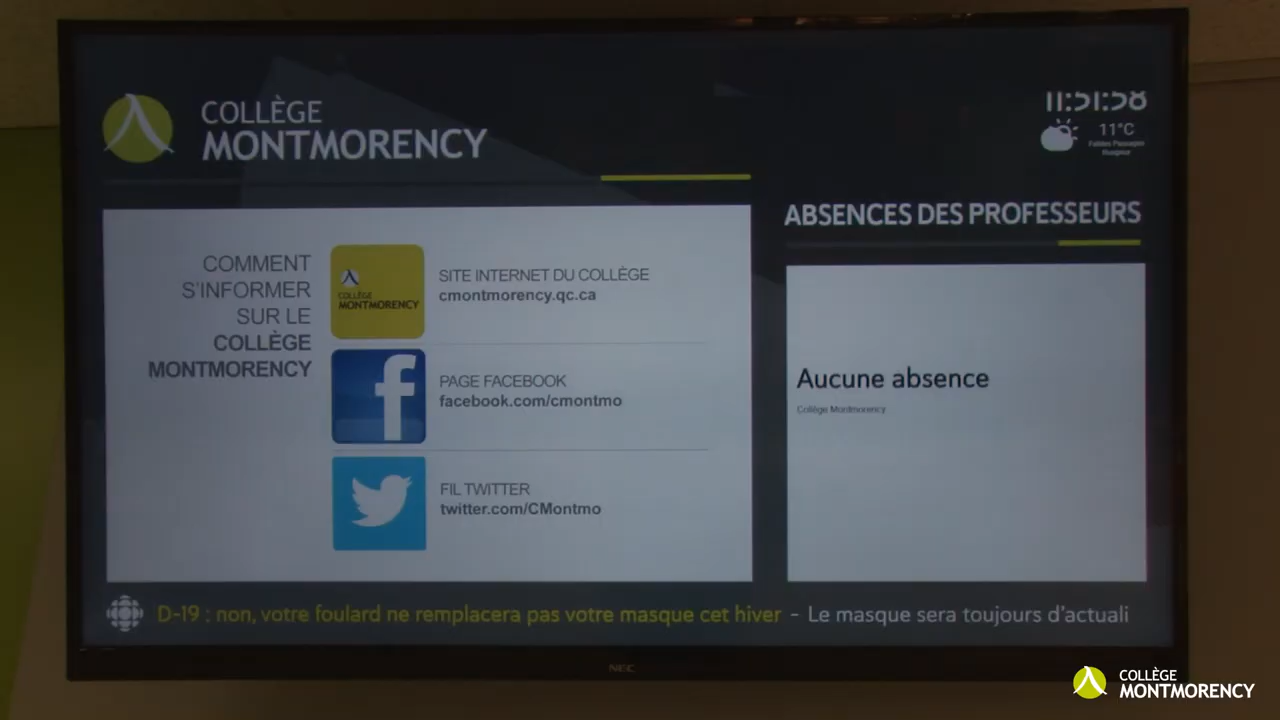 COLLÈGE
MONTMORENCY
11:51:58
11°C
Faibles Passages
Nuageux
ABSENCES DES PROFESSEURS
COMMENT
S'INFORMER
SUR LE
COLLÈGE
MONTMORENCY
COLLÈGE
MONTMORENCY
SITE INTERNET DU COLLÈGE
cmontmorency.qc.ca
PAGE FACEBOOK
facebook.com/cmontmo
FIL TWITTER
twitter.com/CMontmo
Aucune absence
Collège Montmorency
D-19 : non, votre foulard ne remplacera pas votre masque cet hiver - Le masque sera toujours d'actuali
NEC
COLLÈGE
MONTMORENCY